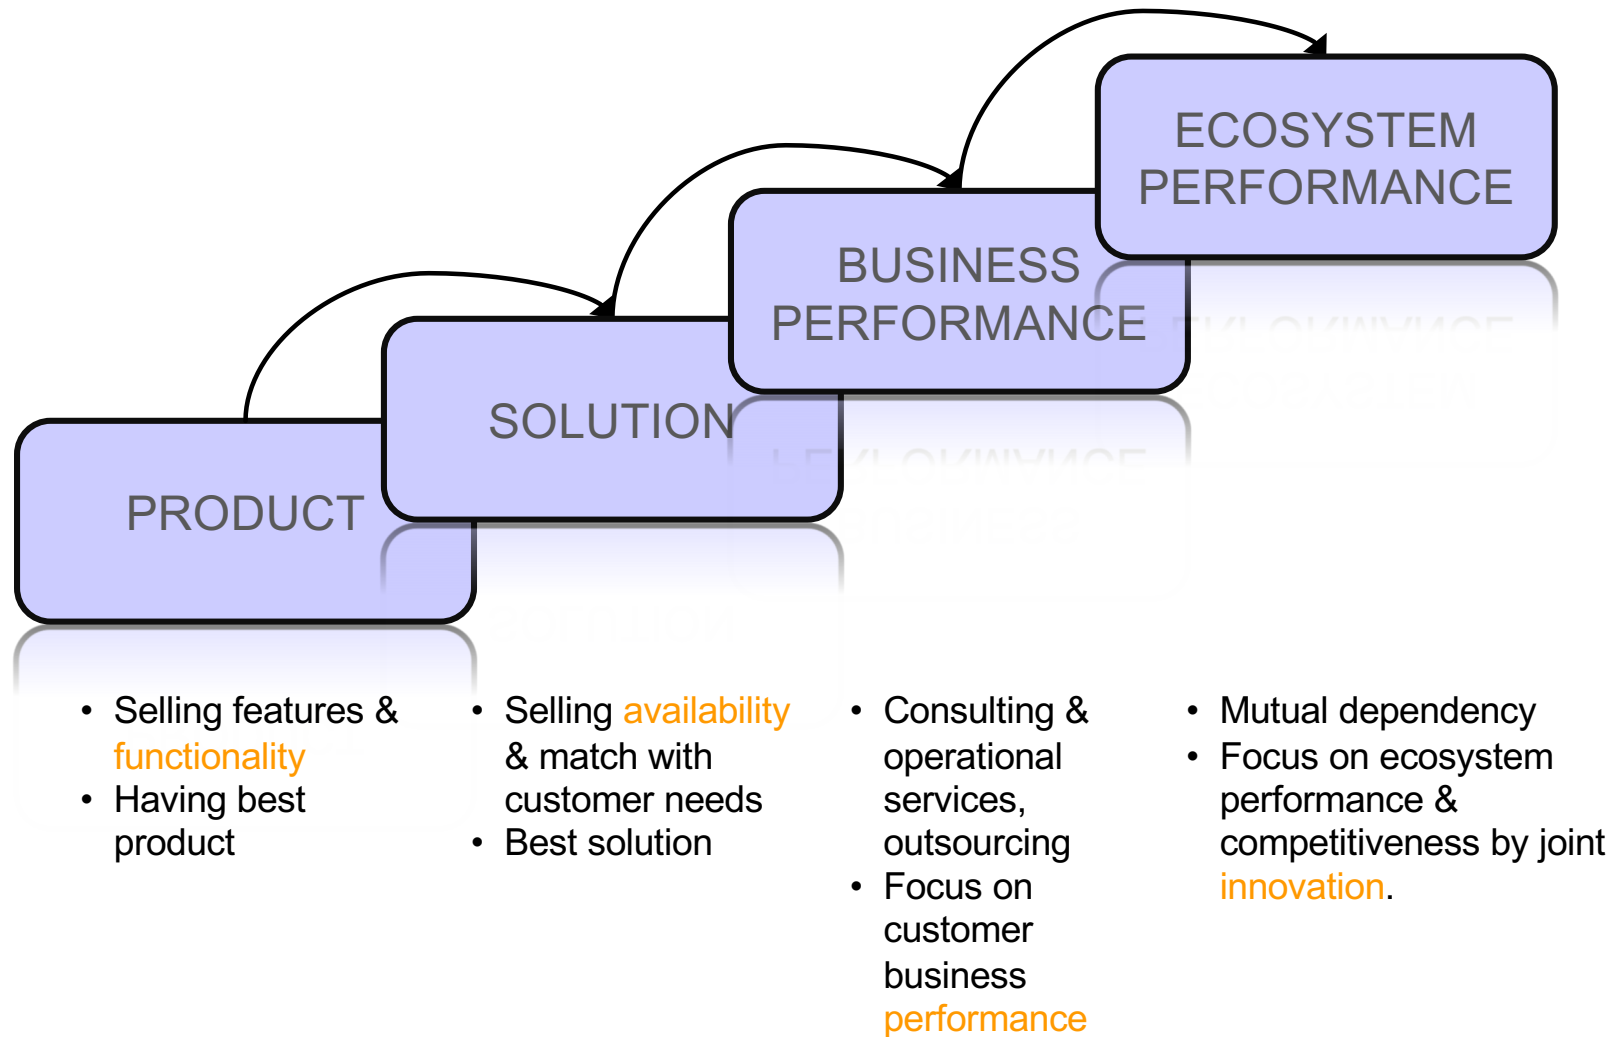 ECOSYSTEM
PERFORMANCE
BUSINESS
PERFORMANCE
SOLUTION
PRODUCT
• Selling features &
functionality
• Having best
product
• Selling availability
& match with
customer needs
• Best solution
• Consulting &
operational
services,
outsourcing
• Focus on
customer
business
performance
• Mutual dependency
• Focus on ecosystem
performance &
competitiveness by joint
innovation.